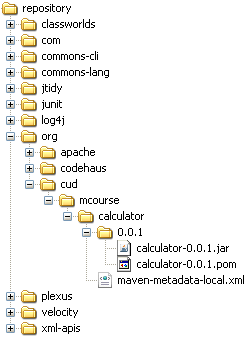 repository
classworlds
com
commons-cli
commons-lang
jtidy
junit
log4j
org
apache
codehaus
cud
mcourse
calculator
0.0.1
calculator-0.0.1.jar
calculator-0.0.1.pom
maven-metadata-local.xml
plexus
velocity
xml-apis